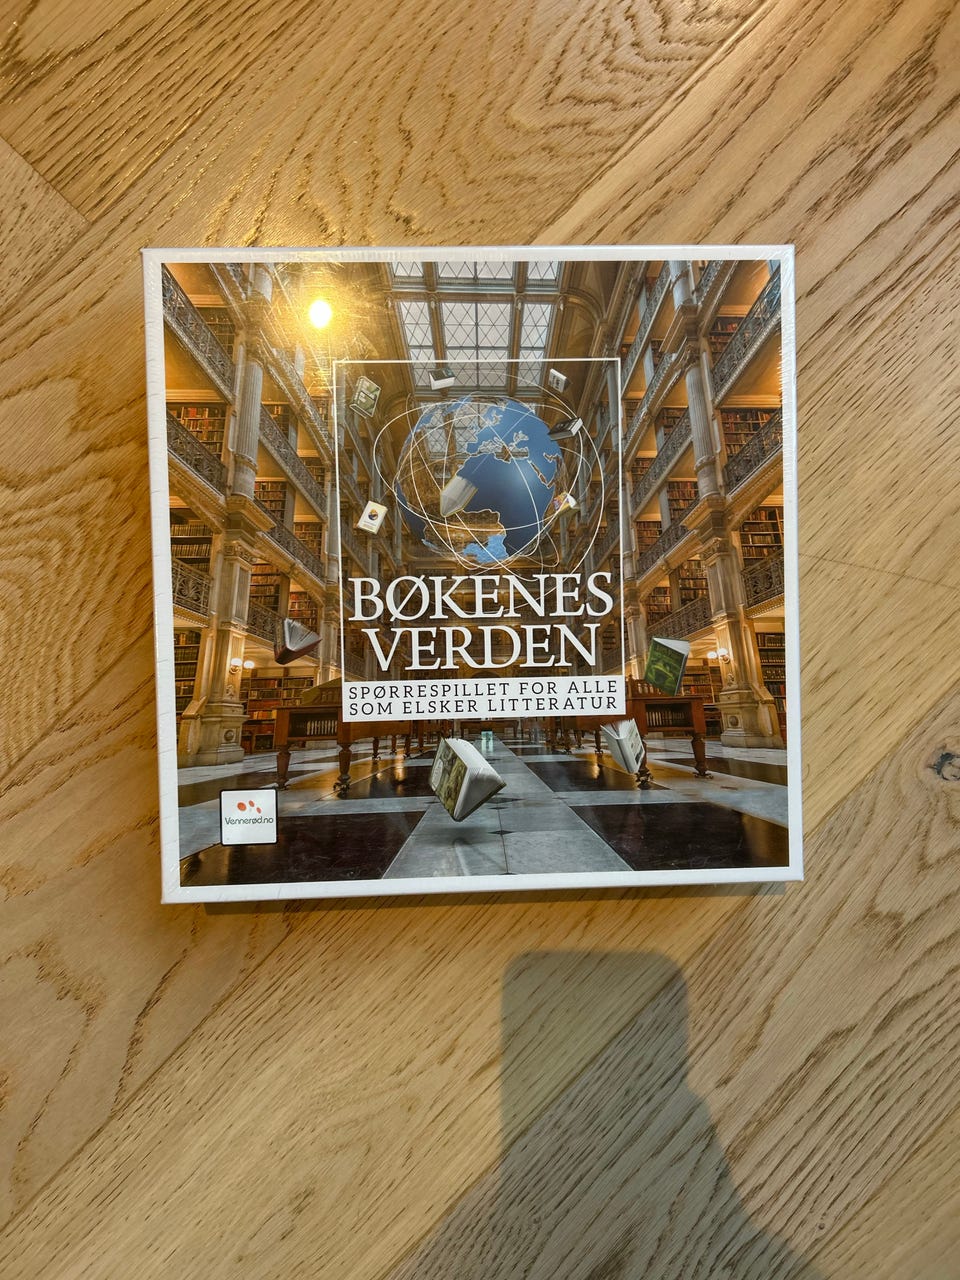 BØKENES
VERDEN
SPØRRESPILLET FOR ALLE
SOM ELSKER LITTERATUR
Vennerød.no